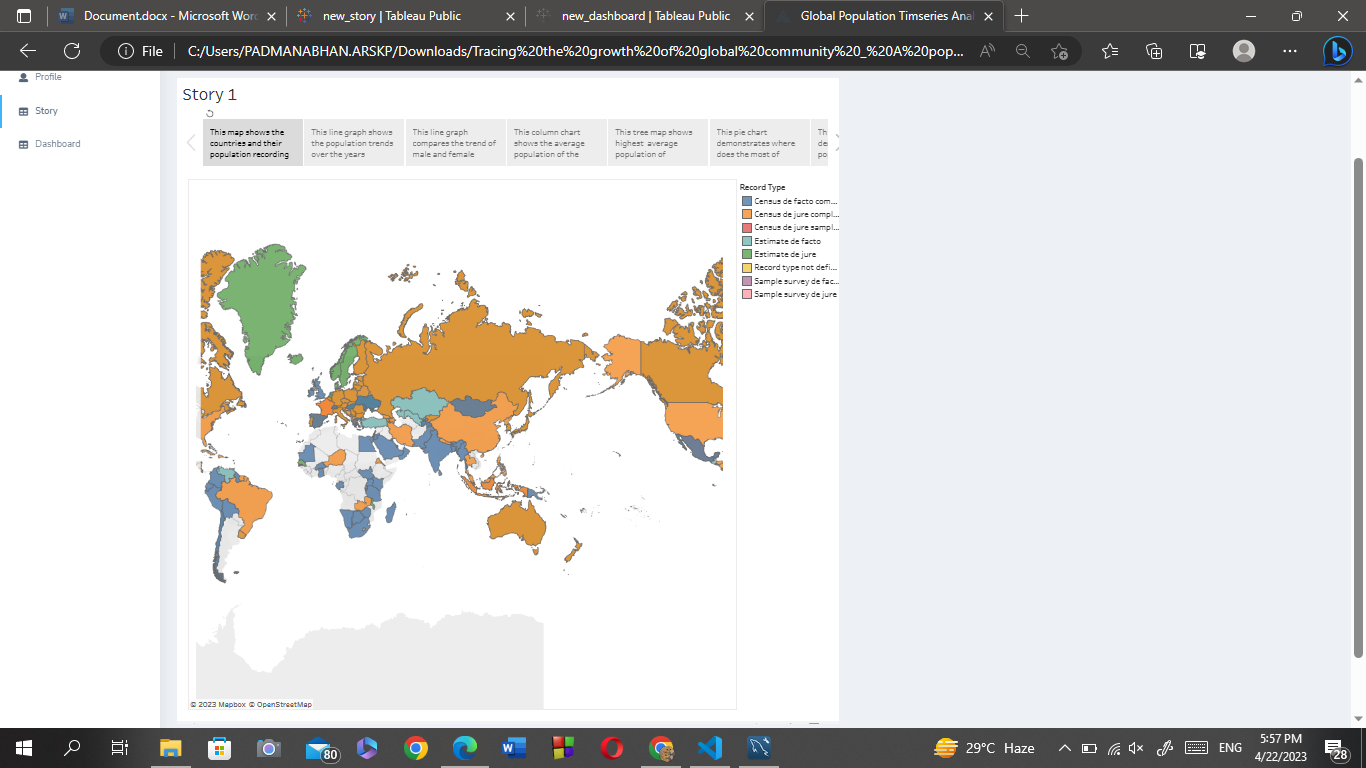 Document.docx - Microsoft Word
new_story | Tableau Public
new_dashboard | Tableau Public
Global Population Timseries Anal
File
C:/Users/PADMANABHAN.ARSKP/Downloads/Tracing%20the%20growth%20of%20global%20community%20_%20A%20pop...
Profile
Story
Dashboard
Story 1
This map shows the
countries and their
population recording
This line graph shows
the population trends
over the years
This line graph
compares the trend of
male and female
This column chart
shows the average
population of the
This tree map shows
highest average
population of
This pie chart
demonstrates where
does the most of
Th
de
po
Record Type
Census de facto com...
Census de jure compl...
Census de jure sampl...
Estimate de facto
Estimate de jure
Record type not defi...
Sample survey de fac...
Sample survey de jure
© 2023 Mapbox © OpenStreetMap
80
29°C Haze
ENG
5:57 PM
4/22/2023
28